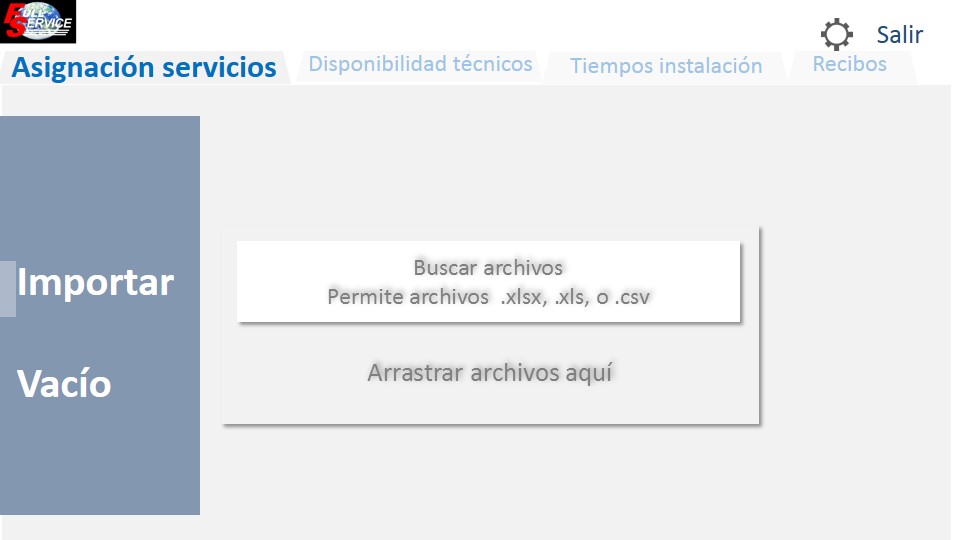 FULL
SERVICE
Salir
Asignación servicios
Disponibilidad técnicos
Tiempos instalación
Recibos
Importar
Vacío
Buscar archivos
Permite archivos .xlsx, .xls, o .csv
Arrastrar archivos aquí